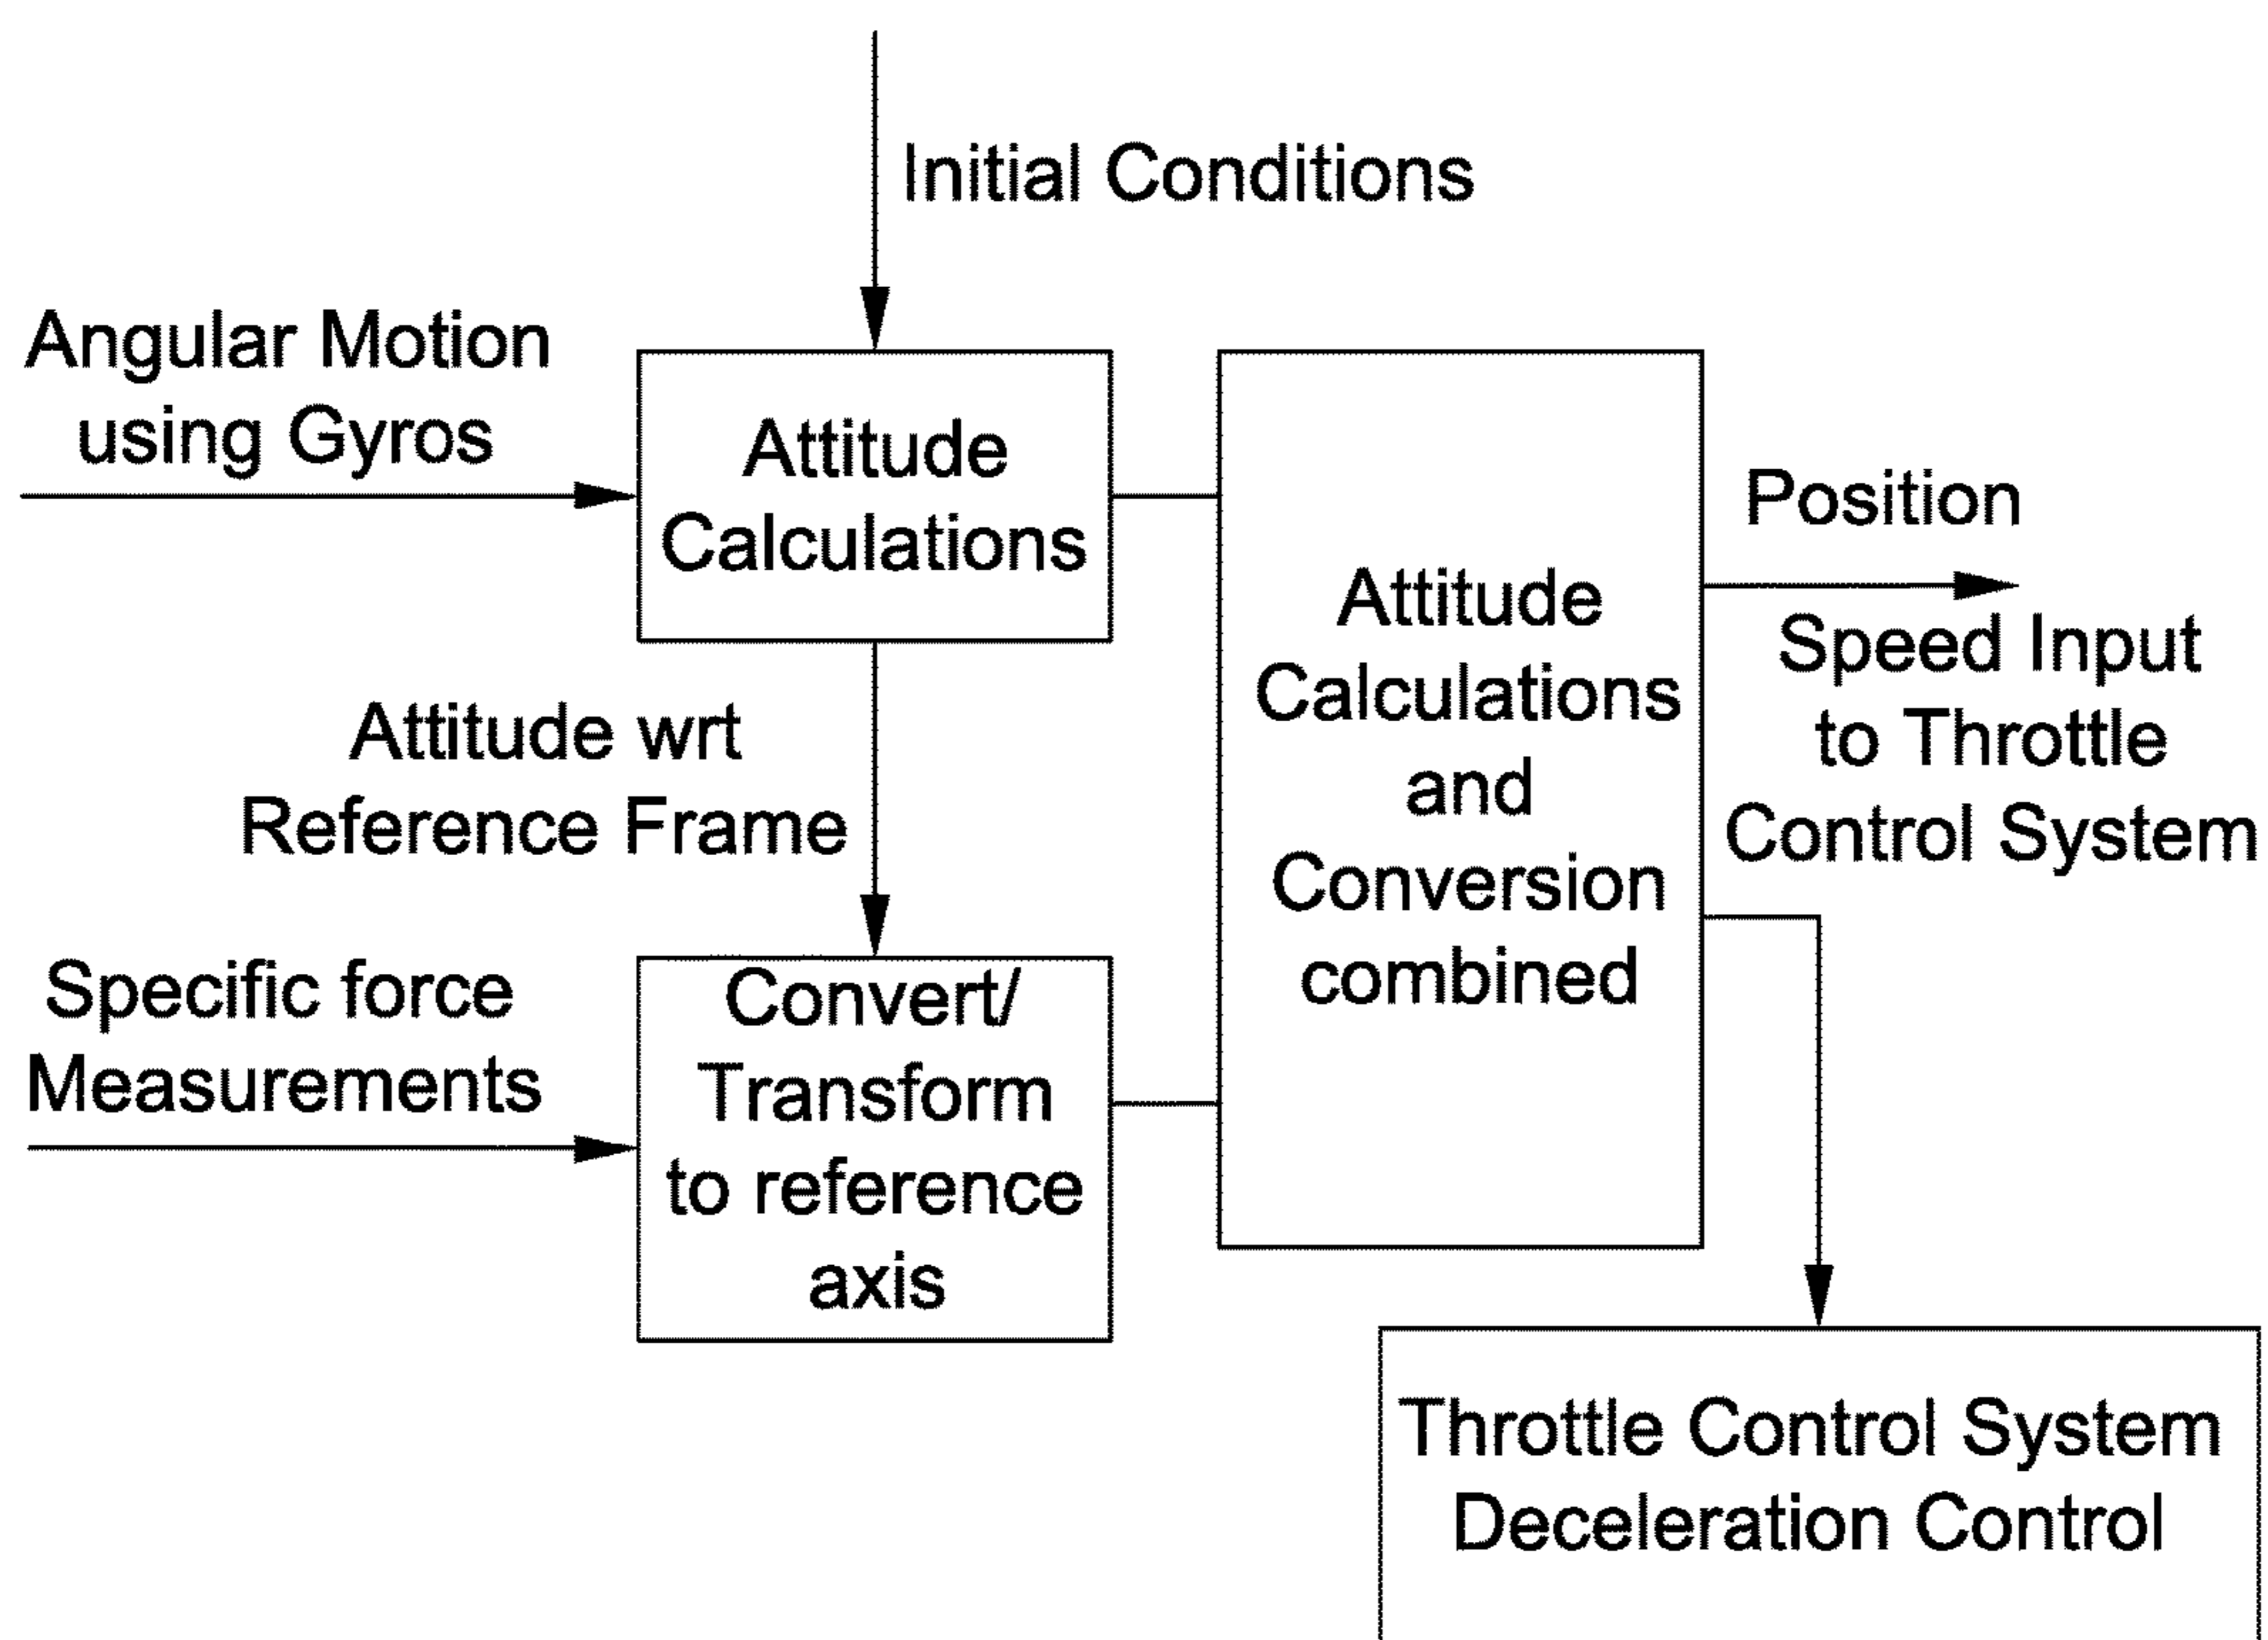 Initial Conditions
Angular Motion
using Gyros
Attitude
Calculations
Position
Speed Input
to Throttle
Control System
Attitude
Calculations
and
Conversion
combined
Attitude wrt
Reference Frame
Specific force
Measurements
Convert/
Transform
to reference
axis
Throttle Control System
Deceleration Control